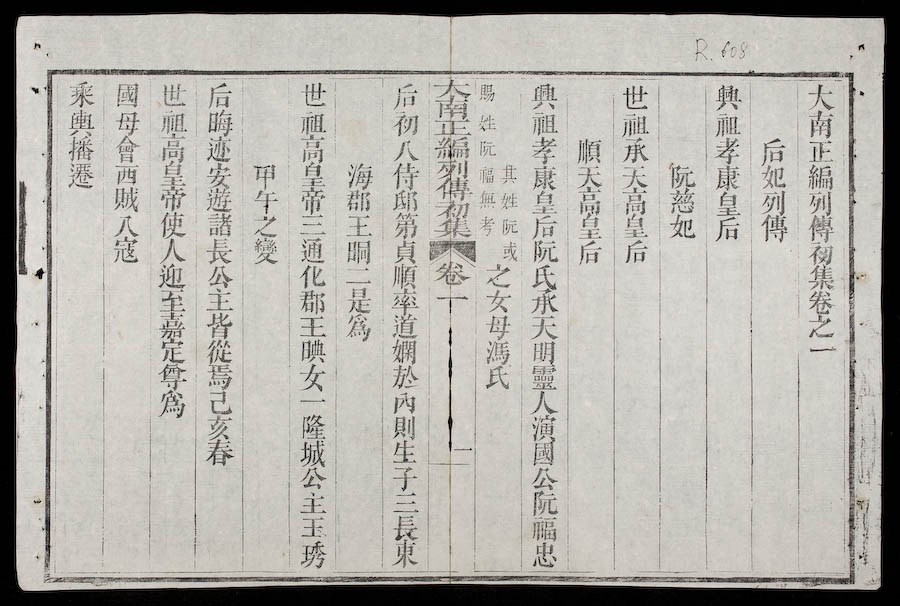 R. 608
大南正編列傳初集卷之一
后妃列傳
興祖孝康皇后
阮慈妃
世祖承天高皇后
順天高皇后
興祖孝康皇后阮氏承天明靈人演國公阮福忠
其姓阮或
賜姓阮福無考
之女母馮氏
大南正編列傳初集 卷一 一
后初入侍邸第貞順率道嫻於內則生子三長東
海郡王晍二是爲
世祖高皇帝三通化郡王晪女一隆城公主玉琇
甲午之變
后晦迹安遊諸長公主皆從焉己亥春
世祖高皇帝使人迎至嘉定尊爲
國母會西賊入寇
乘輿播遷